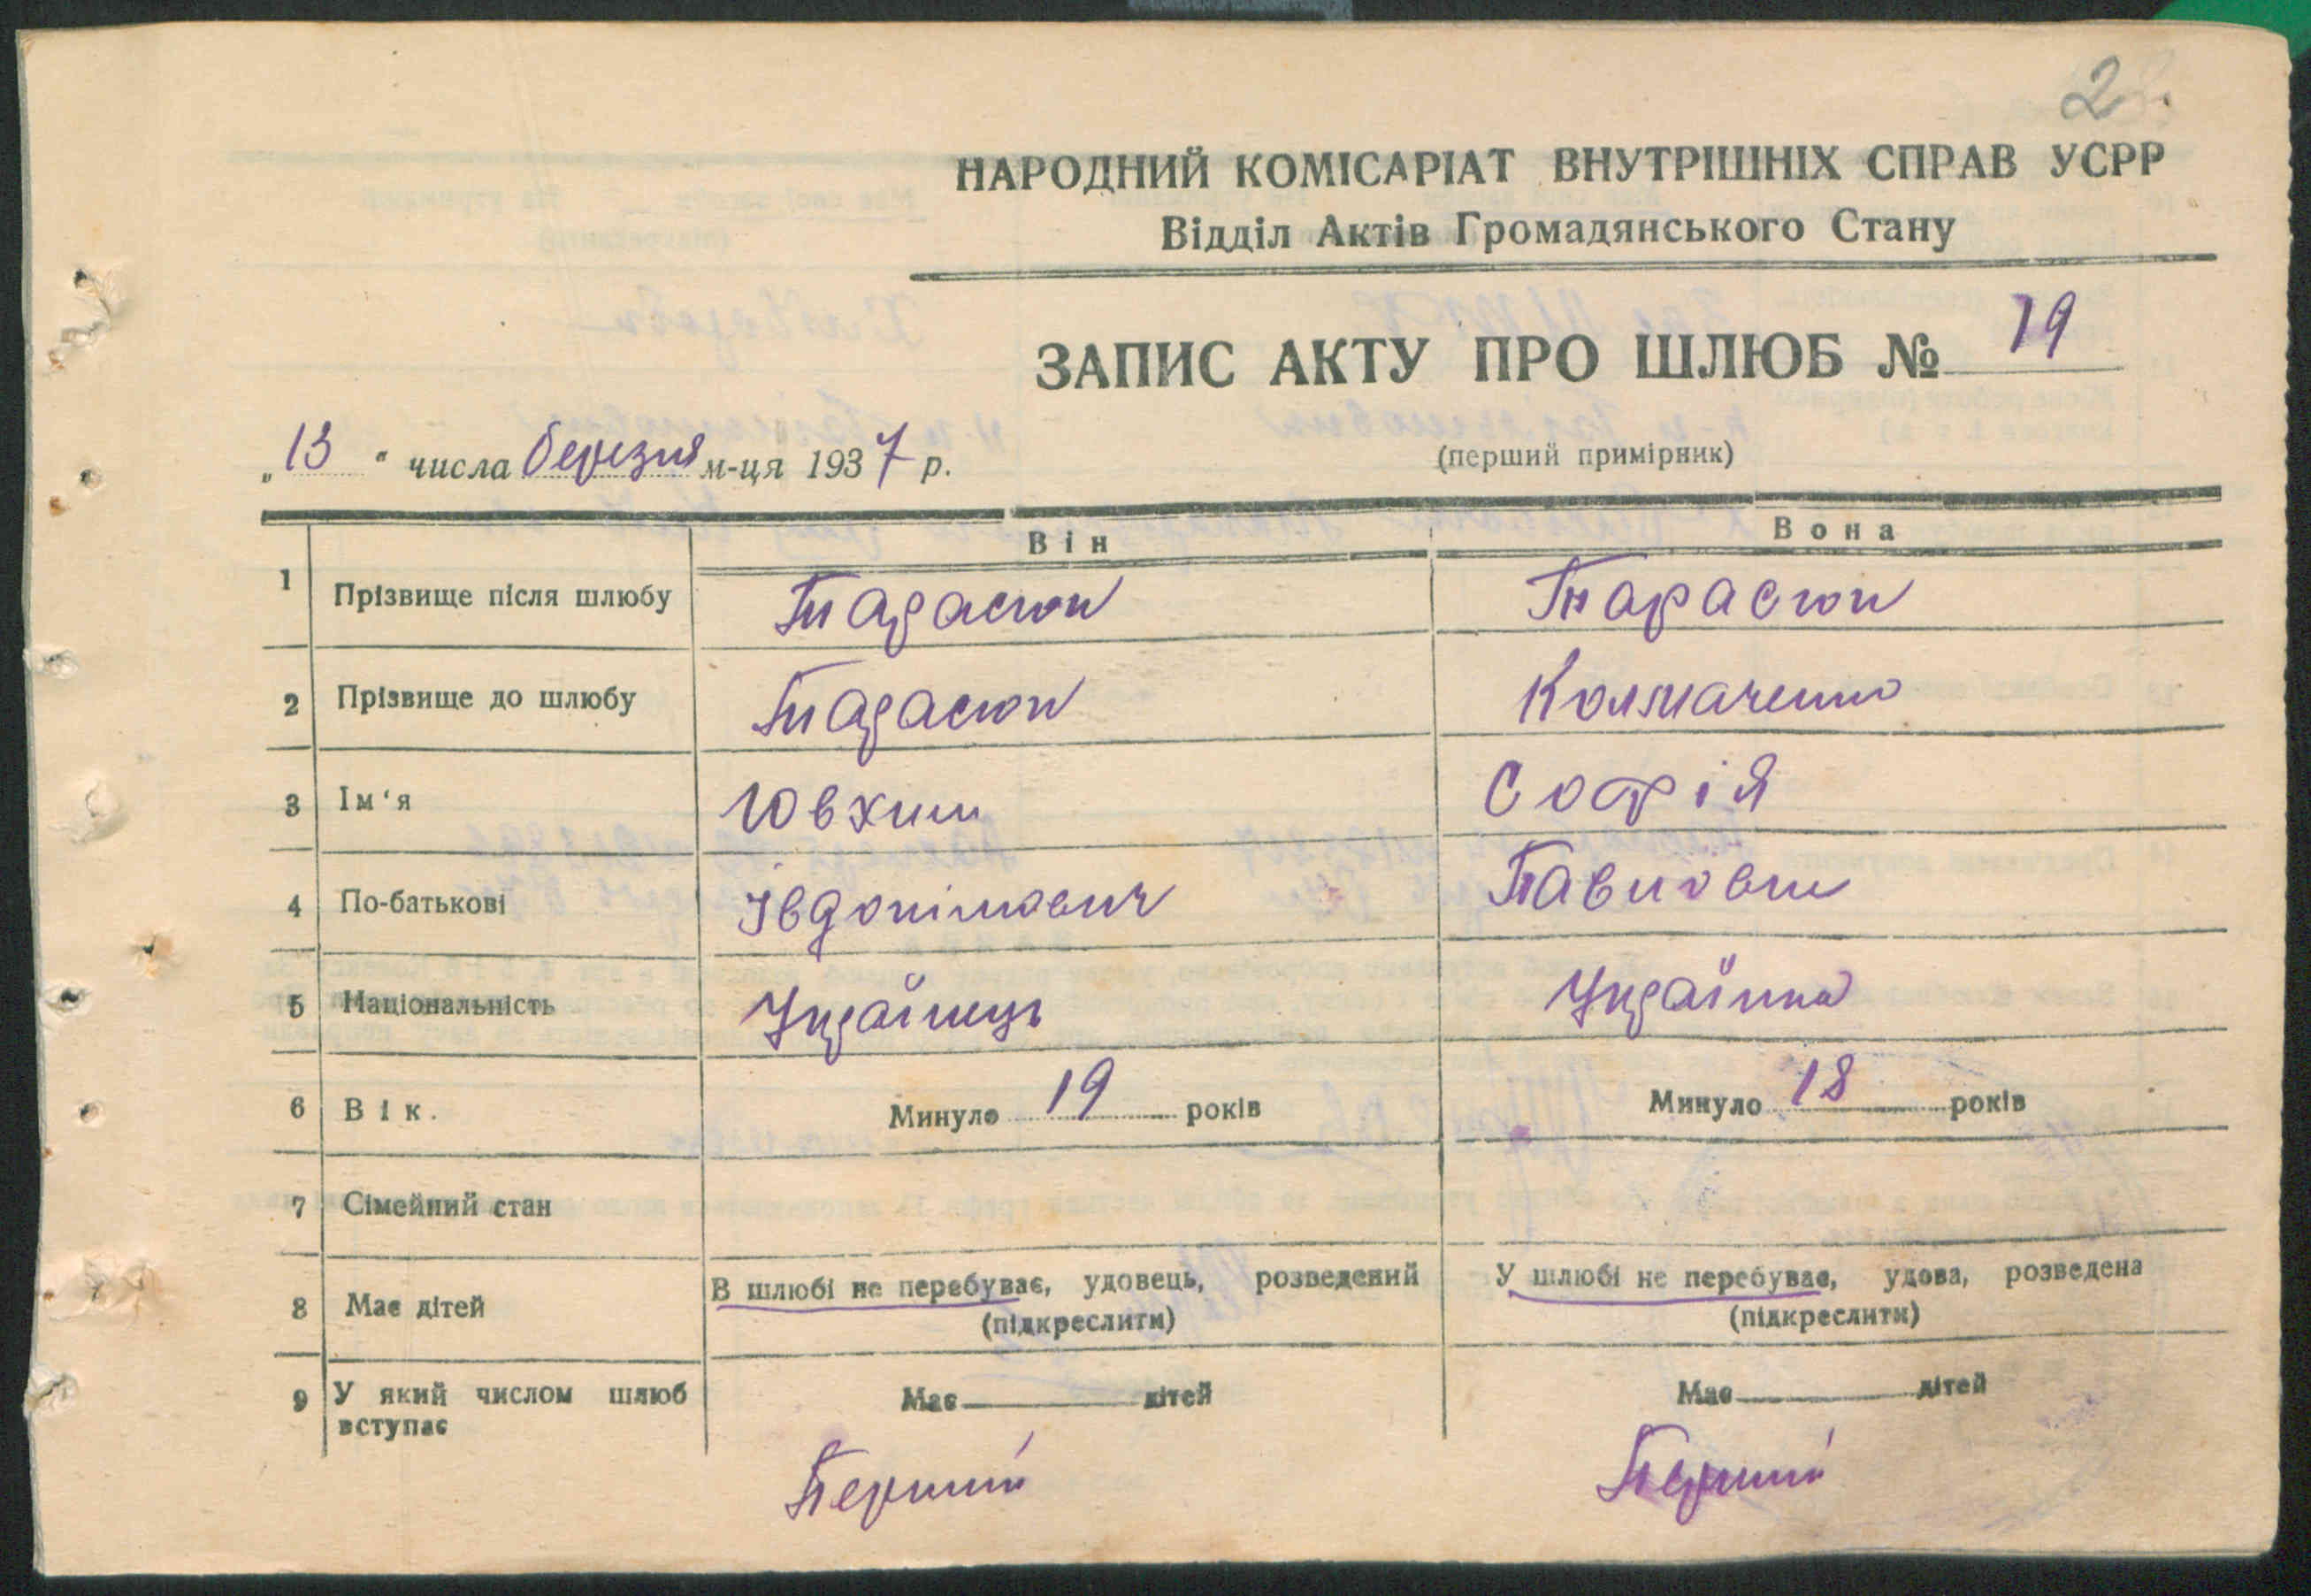 2
НАРОДНИЙ КОМІСАРІАТ ВНУТРІШНІХ СПРАВ УСРР
Відділ Актів Громадянського Стану
ЗАПИС АКТУ ПРО ШЛЮБ № 19
„13“ числа березня м-ця 1937 р.
(перший примірник)
Він Вона
1 Прізвище після шлюбу Тарасюк Тарасюк
2 Прізвище до шлюбу Тарасюк Колмаченко
3 Ім'я Ювхим Софія
4 По-батькові Івдокімович Павловна
5 Національність Українець Українка
6 Вік. Минуло 19 років Минуло 18 років
7 Сімейний стан
8 Має дітей В шлюбі не перебуває, удовець, розведений У шлюбі не перебуває, удова, розведена
(підкреслити) (підкреслити)
9 У який числом шлюб Має дітей Має дітей
вступає
Перший Перший